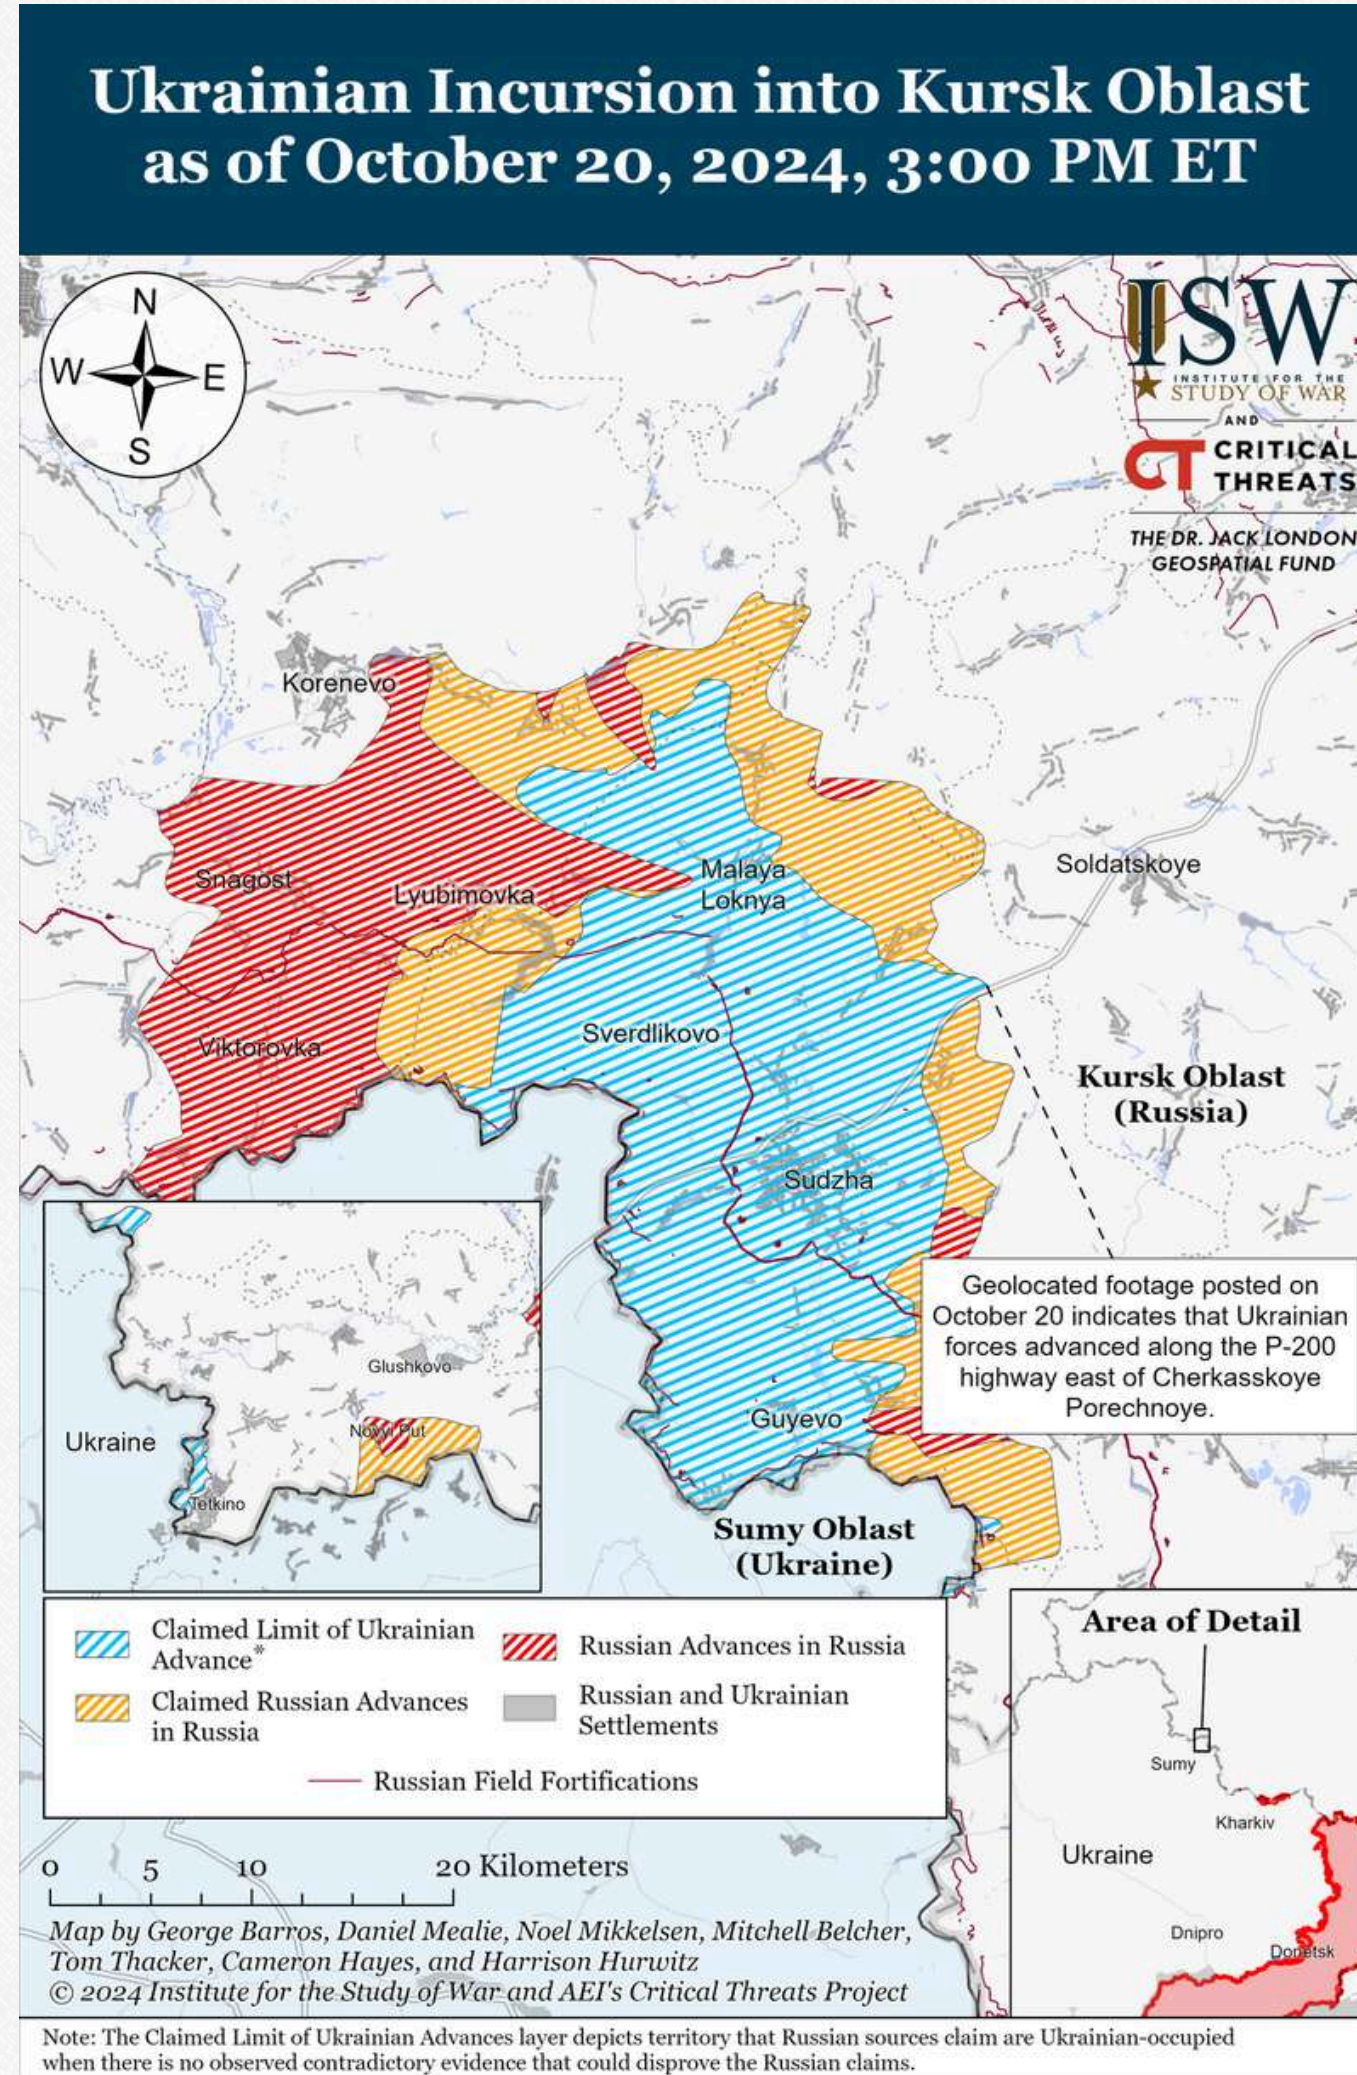 Ukrainian Incursion into Kursk Oblast
as of October 20, 2024, 3:00 PM ET
N
W
E
S
ISW
INSTITUTE FOR THE
STUDY OF WAR
AND
CT CRITICAL
THREATS
THE DR. JACK LONDON
GEOSPATIAL FUND
Korenevo
Snagost
Lyubimovka
Malaya
Loknya
Soldatskoye
Sverdlikovo
Viktorovka
Kursk Oblast
(Russia)
Sudzha
Geolocated footage posted on
October 20 indicates that Ukrainian
forces advanced along the P-200
highway east of Cherkasskoye
Porechnoye.
Guyevo
Sumy Oblast
(Ukraine)
Glushkovo
Novyi Put
Ukraine
Tetkino
Claimed Limit of Ukrainian
Advance*
Russian Advances in Russia
Claimed Russian Advances
in Russia
Russian and Ukrainian
Settlements
Russian Field Fortifications
Area of Detail
Sumy
Kharkiv
Ukraine
Dnipro
Donetsk
0 5 10 20 Kilometers
Map by George Barros, Daniel Mealie, Noel Mikkelsen, Mitchell Belcher,
Tom Thacker, Cameron Hayes, and Harrison Hurwitz
© 2024 Institute for the Study of War and AEI's Critical Threats Project
Note: The Claimed Limit of Ukrainian Advances layer depicts territory that Russian sources claim are Ukrainian-occupied
when there is no observed contradictory evidence that could disprove the Russian claims.